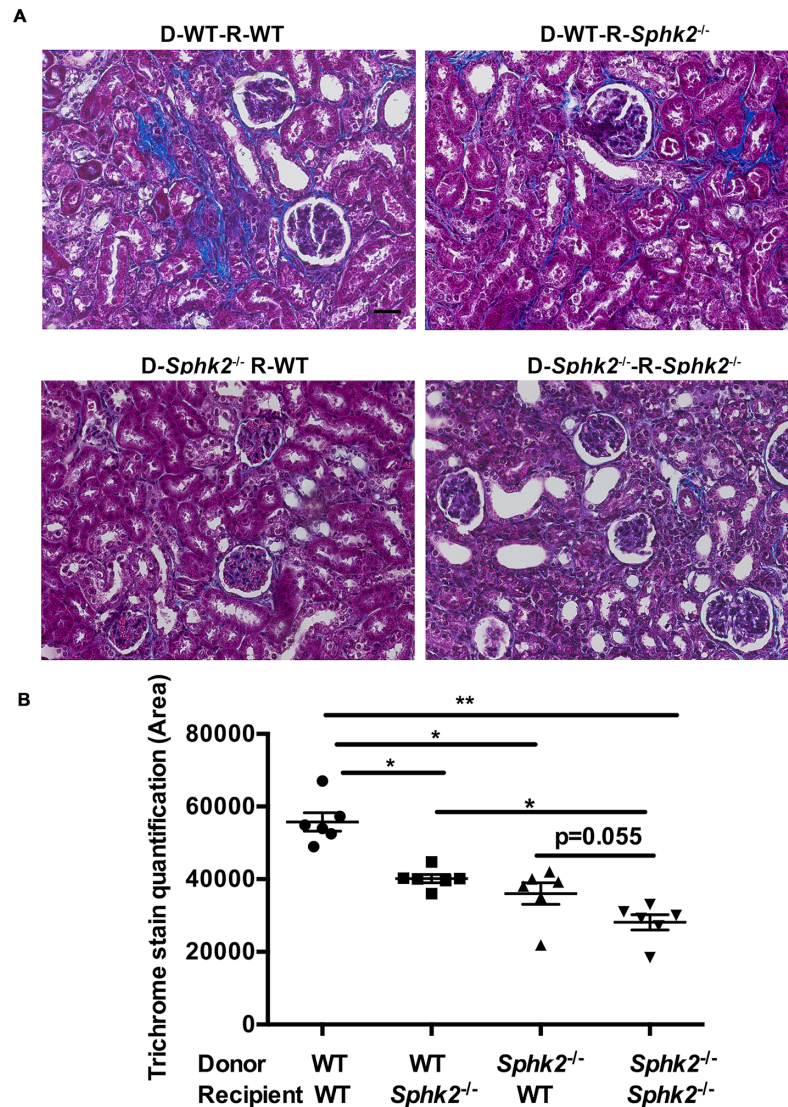 A
D-WT-R-WT
D-WT-R-Sphk2-/-
D-Sphk2-/- R-WT
D-Sphk2-/-R-Sphk2-/-
B
Trichrome stain quantification (Area)
80000
60000
40000
20000
0
**
*
*
*
p=0.055
Donor WT WT Sphk2-/- Sphk2-/-
Recipient WT Sphk2-/- WT Sphk2-/-